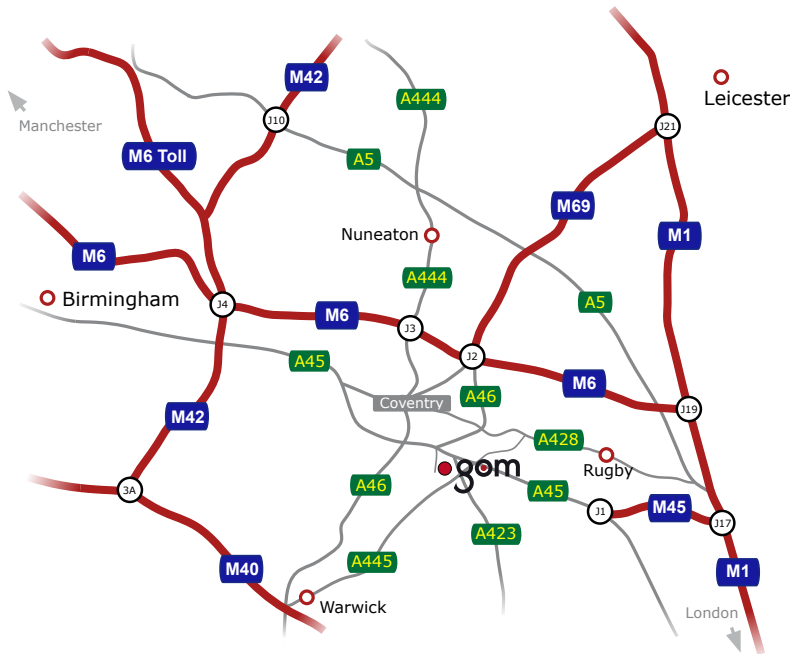 M42
A444
Leicester
J10
Manchester
J21
M6 Toll
A5
M69
Nuneaton
M1
M6
A444
Birmingham
J4
A5
M6
J3
J2
A45
M6
A46
Coventry
J19
M42
A428
gom
Rugby
A46
3A
A45
J1
M45
J17
A423
A445
M40
M1
Warwick
London